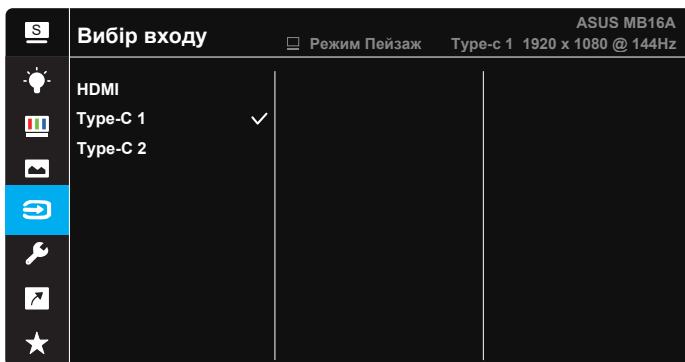 S
Вибір входу
ASUS MB16A
Режим Пейзаж Type-c 1 1920 x 1080 @ 144Hz
HDMI
Type-C 1
Type-C 2